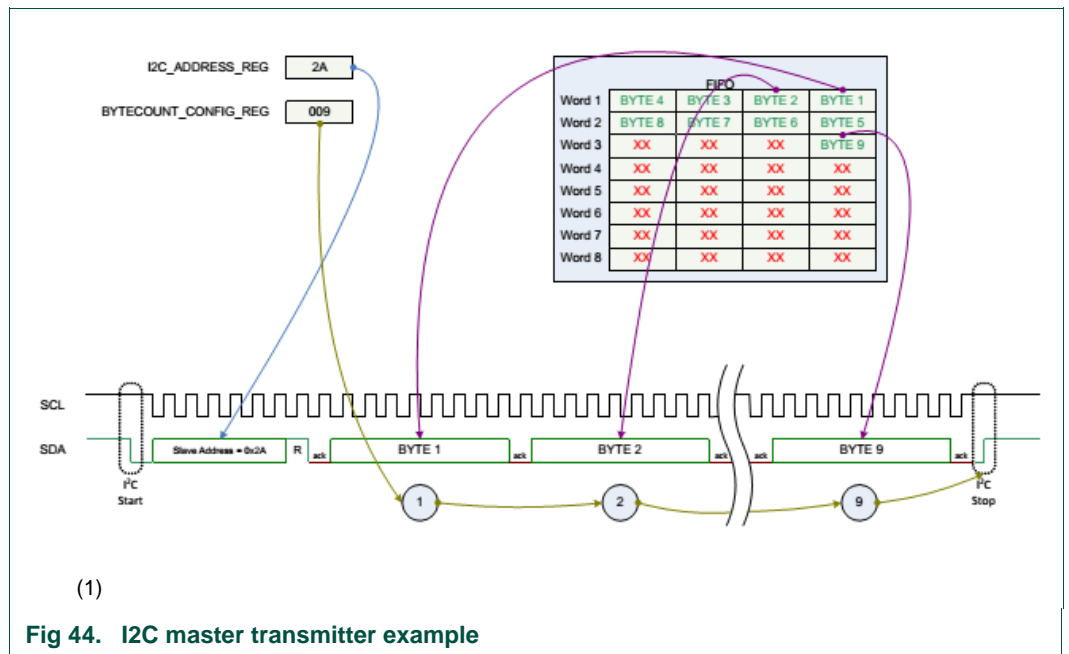 I2C_ADDRESS_REG 2A
BYTECOUNT_CONFIG_REG 009
FIFO
Word 1 BYTE 4 BYTE 3 BYTE 2 BYTE 1
Word 2 BYTE 8 BYTE 7 BYTE 6 BYTE 5
Word 3 XX XX XX BYTE 9
Word 4 XX XX XX XX
Word 5 XX XX XX XX
Word 6 XX XX XX XX
Word 7 XX XX XX XX
Word 8 XX XX XX XX
SCL
SDA Slave Address = 0x2A R ack BYTE 1 ack BYTE 2 ack ack BYTE 9 ack
I²C Start 1 2 9 I²C Stop
(1)
Fig 44. I2C master transmitter example